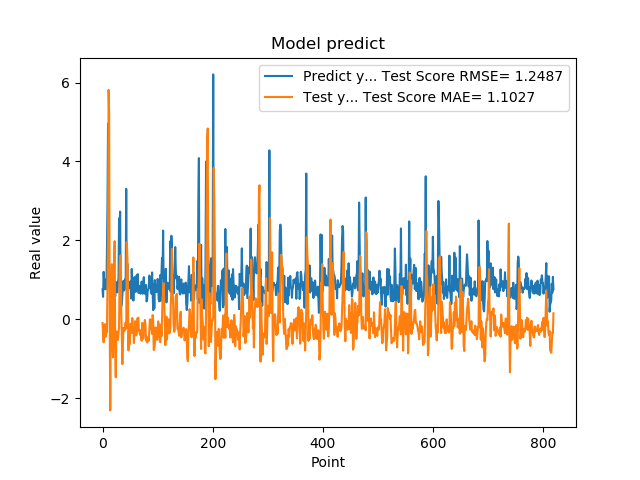 Model predict
Predict y... Test Score RMSE= 1.2487
Test y... Test Score MAE= 1.1027
Real value
6
4
2
0
−2
0 200 400 600 800
Point